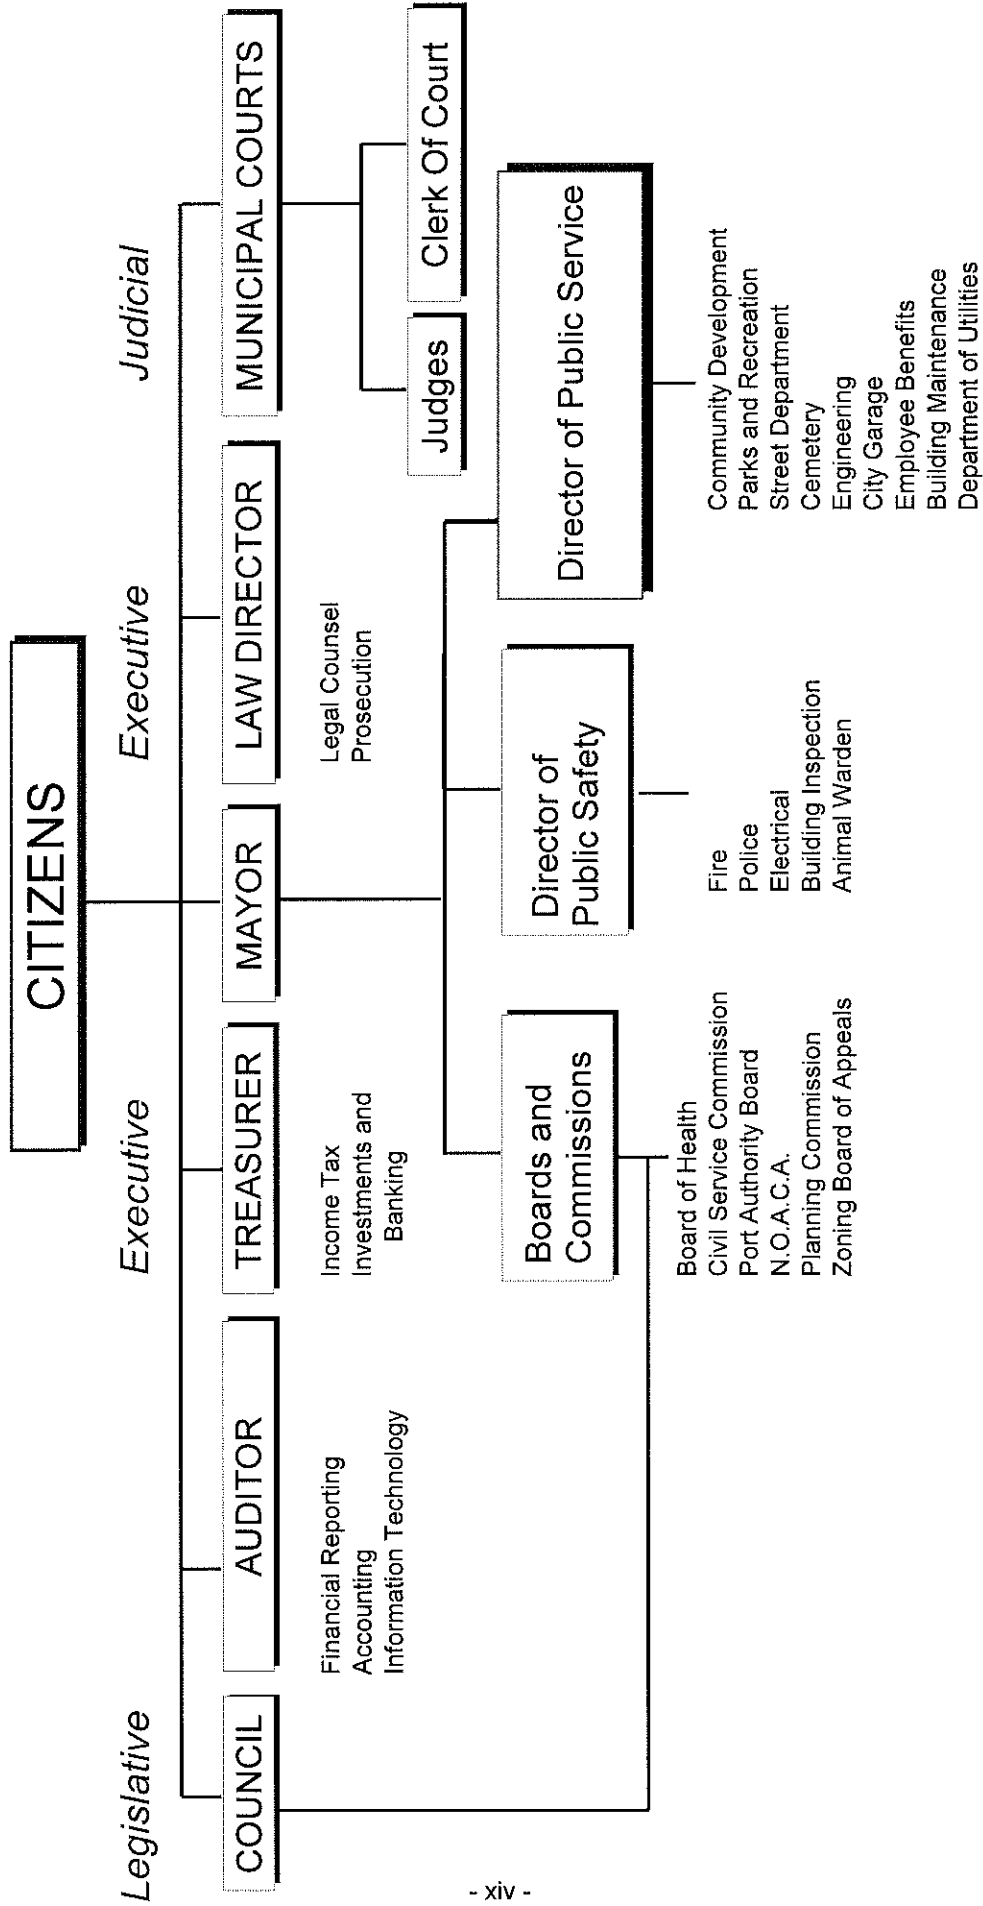 CITIZENS
Legislative
Executive
Executive
Judicial
COUNCIL
AUDITOR
TREASURER
MAYOR
LAW DIRECTOR
MUNICIPAL COURTS
Financial Reporting
Accounting
Information Technology
Income Tax
Investments and
Banking
Legal Counsel
Prosecution
Judges
Clerk Of Court
Boards and
Commissions
Director of
Public Safety
Director of Public Service
Board of Health
Civil Service Commission
Port Authority Board
N.O.A.C.A.
Planning Commission
Zoning Board of Appeals
Fire
Police
Electrical
Building Inspection
Animal Warden
Community Development
Parks and Recreation
Street Department
Cemetery
Engineering
City Garage
Employee Benefits
Building Maintenance
Department of Utilities
- xiv -